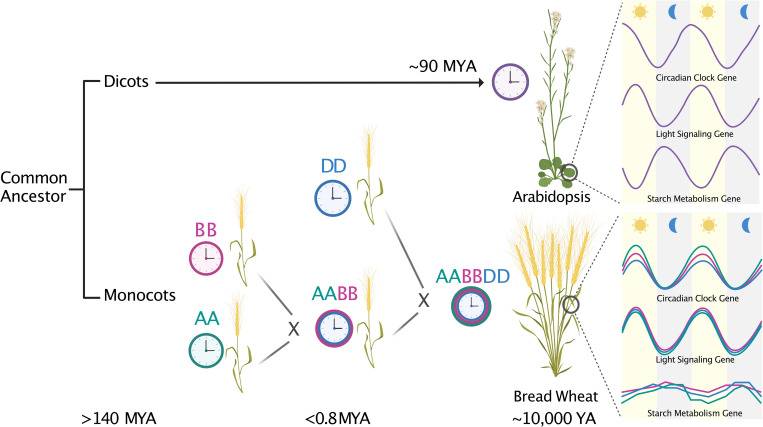 ~90 MYA
Dicots
Circadian Clock Gene
Light Signaling Gene
Starch Metabolism Gene
Arabidopsis
Common
Ancestor
DD
BB
AABB
AABBDD
Monocots
AA
X
X
Circadian Clock Gene
Light Signaling Gene
Starch Metabolism Gene
Bread Wheat
>140 MYA
<0.8MYA
~10,000 YA